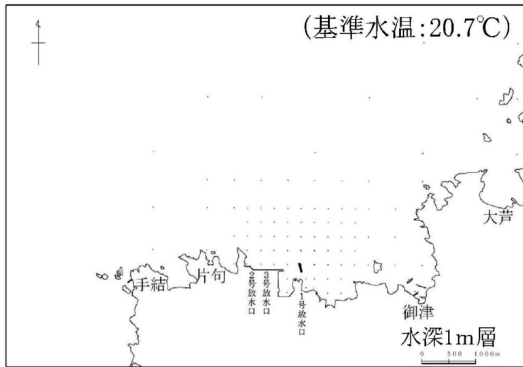 (基準水温:20.7℃)
大芦
手結
片句
2号放水口
3号放水口
1号放水口
御津
水深1m層
0 500 1000m